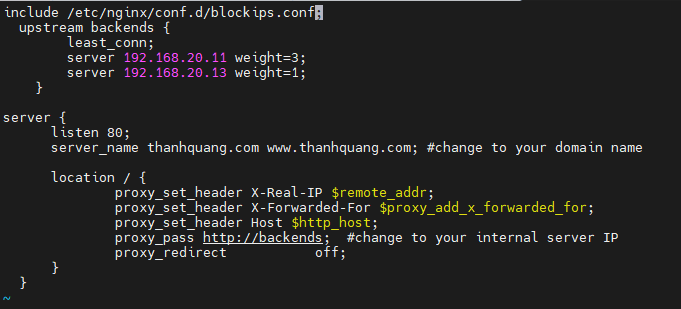 include /etc/nginx/conf.d/blockips.conf;
upstream backends {
least_conn;
server 192.168.20.11 weight=3;
server 192.168.20.13 weight=1;
}
server {
listen 80;
server_name thanhquang.com www.thanhquang.com; #change to your domain name
location / {
proxy_set_header X-Real-IP $remote_addr;
proxy_set_header X-Forwarded-For $proxy_add_x_forwarded_for;
proxy_set_header Host $http_host;
proxy_pass http://backends;  #change to your internal server IP
proxy_redirect           off;
}
}
~